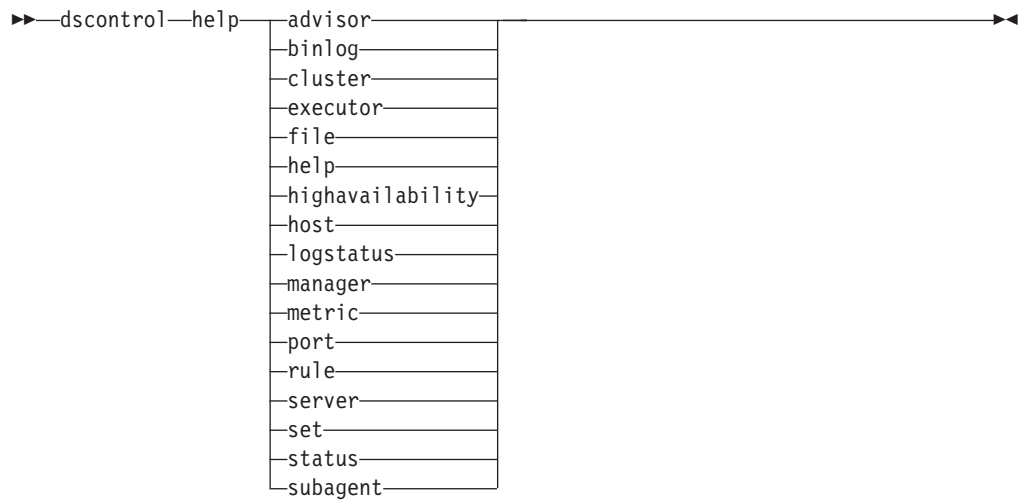 dscontrol help advisor
binlog
cluster
executor
file
help
highavailability
host
logstatus
manager
metric
port
rule
server
set
status
subagent